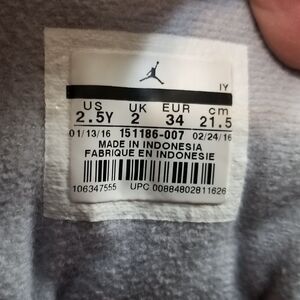 IY
US UK EUR cm
2.5Y 2 34 21.5
01/13/16 151186-007 02/24/16
MADE IN INDONESIA
FABRIQUE EN INDONESIE
106347555 UPC 00884802811626